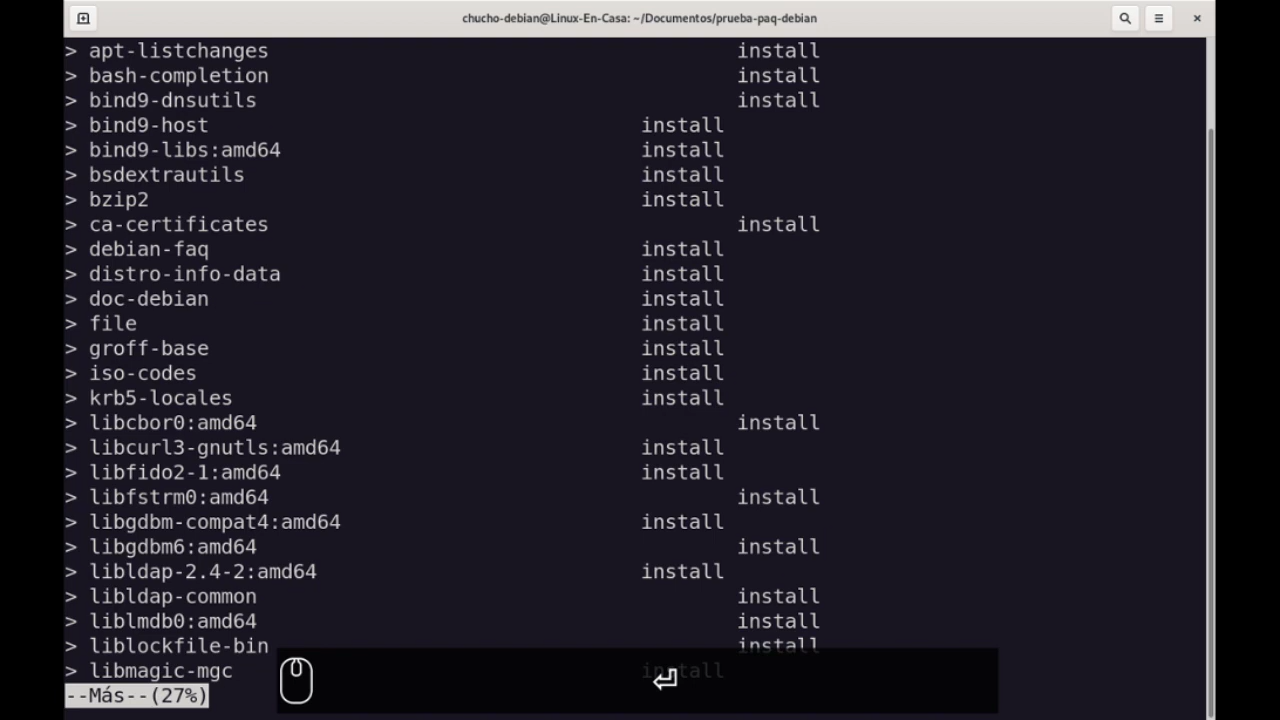 chucho-debian@Linux-En-Casa: ~/Documentos/prueba-paq-debian
> apt-listchanges install
> bash-completion install
> bind9-dnsutils install
> bind9-host install
> bind9-libs:amd64 install
> bsdextrautils install
> bzip2 install
> ca-certificates install
> debian-faq install
> distro-info-data install
> doc-debian install
> file install
> groff-base install
> iso-codes install
> krb5-locales install
> libcbor0:amd64 install
> libcurl3-gnutls:amd64 install
> libfido2-1:amd64 install
> libfstrm0:amd64 install
> libgdbm-compat4:amd64 install
> libgdbm6:amd64 install
> libldap-2.4-2:amd64 install
> libldap-common install
> liblmdb0:amd64 install
> liblockfile-bin install
> libmagic-mgc install
--Más--(27%)